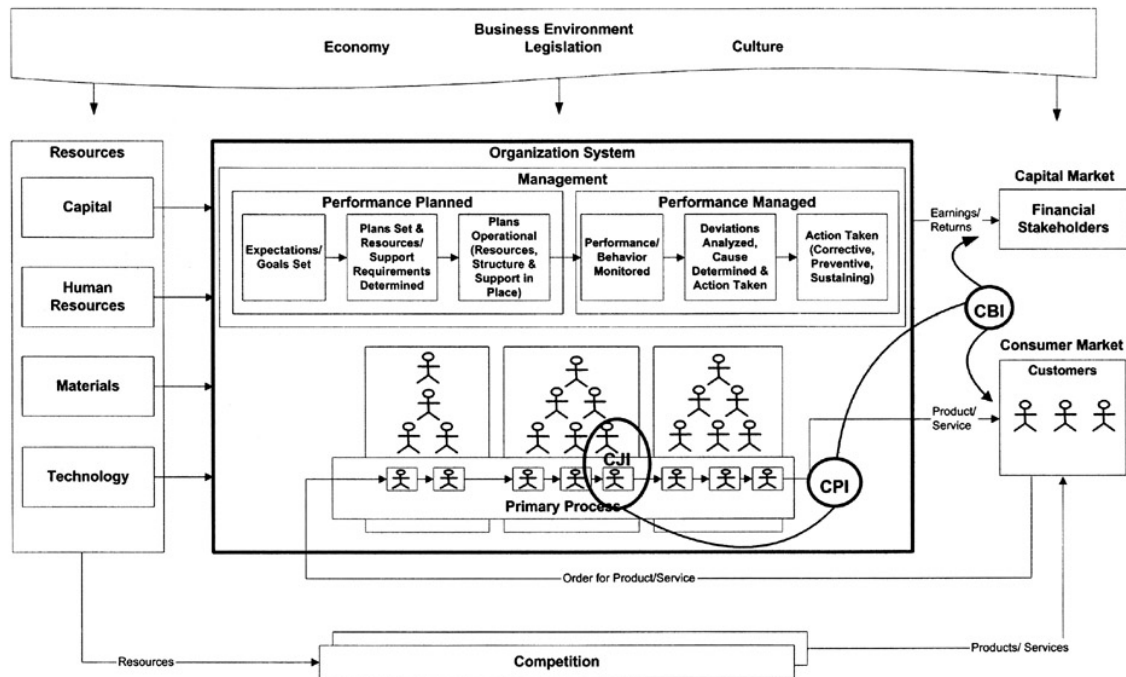 Business Environment
Economy
Legislation
Culture
Resources
Capital
Human
Resources
Materials
Technology
Organization System
Management
Performance Planned
Expectations/
Goals Set
Plans Set &
Resources/
Support
Requirements
Determined
Plans
Operational
(Resources,
Structure &
Support in
Place)
Performance Managed
Performance/
Behavior
Monitored
Deviations
Analyzed,
Cause
Determined &
Action Taken
Action Taken
(Corrective,
Preventive,
Sustaining)
Earnings/
Returns
Capital Market
Financial
Stakeholders
CBI
Consumer Market
Customers
Product/
Service
CJI
CPI
Primary Process
Order for Product/Service
Resources
Competition
Products/ Services